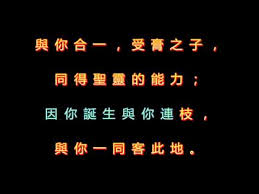 與你合一，受膏之子，
同得聖靈的能力；
因你誕生與你連枝，
與你一同客此地。